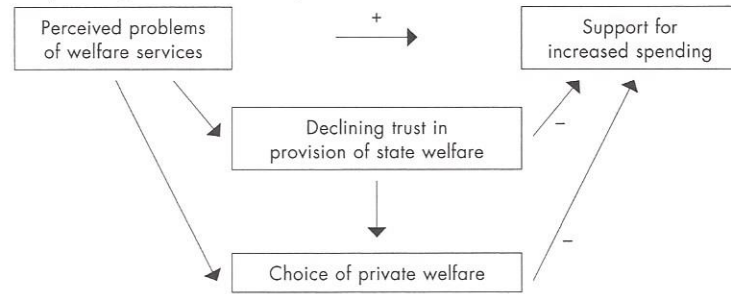 Perceived problems
of welfare services
+
Support for
increased spending
Declining trust in
provision of state welfare
–
Choice of private welfare
–